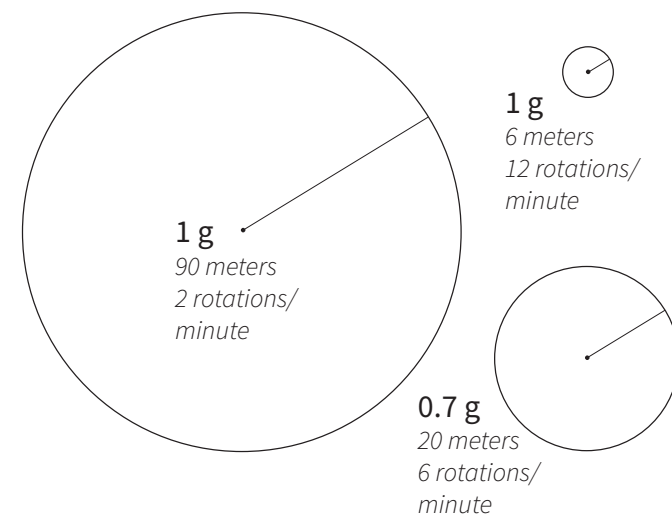 1 g
90 meters
2 rotations/
minute
1 g
6 meters
12 rotations/
minute
0.7 g
20 meters
6 rotations/
minute